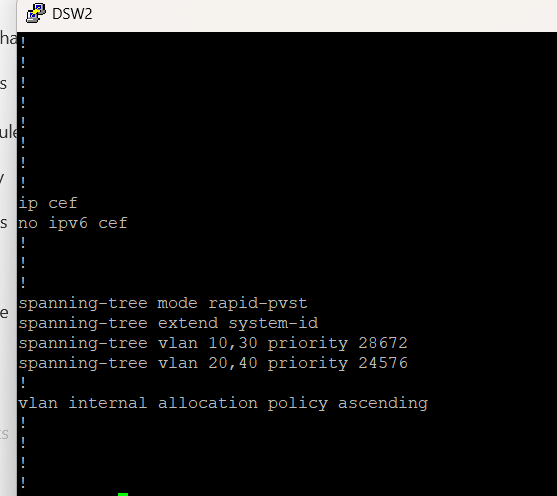 DSW2
!
!
!
!
!
!
!
!
ip cef
no ipv6 cef
!
!
!
spanning-tree mode rapid-pvst
spanning-tree extend system-id
spanning-tree vlan 10,30 priority 28672
spanning-tree vlan 20,40 priority 24576
!
vlan internal allocation policy ascending
!
!
!
!